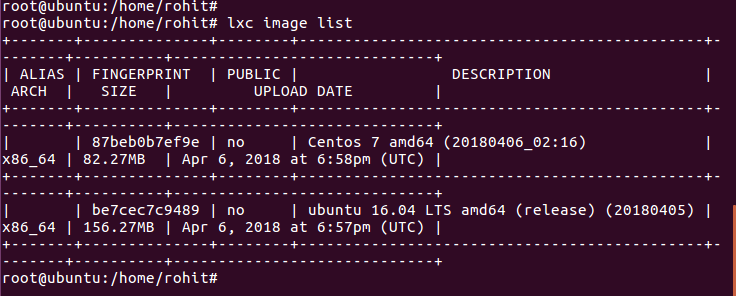 root@ubuntu:/home/rohit#
root@ubuntu:/home/rohit# lxc image list
+-------+--------------+--------+---------------------------------------------+-
-------+----------+------------------------------+
| ALIAS | FINGERPRINT  | PUBLIC |                 DESCRIPTION                 |
 ARCH  |   SIZE   |         UPLOAD DATE          |
+-------+--------------+--------+---------------------------------------------+-
-------+----------+------------------------------+
|       | 87beb0b7ef9e | no     | Centos 7 amd64 (20180406_02:16)             |
x86_64 | 82.27MB  | Apr 6, 2018 at 6:58pm (UTC) |
+-------+--------------+--------+---------------------------------------------+-
-------+----------+------------------------------+
|       | be7cec7c9489 | no     | ubuntu 16.04 LTS amd64 (release) (20180405) |
x86_64 | 156.27MB | Apr 6, 2018 at 6:57pm (UTC) |
+-------+--------------+--------+---------------------------------------------+-
-------+----------+------------------------------+
root@ubuntu:/home/rohit#